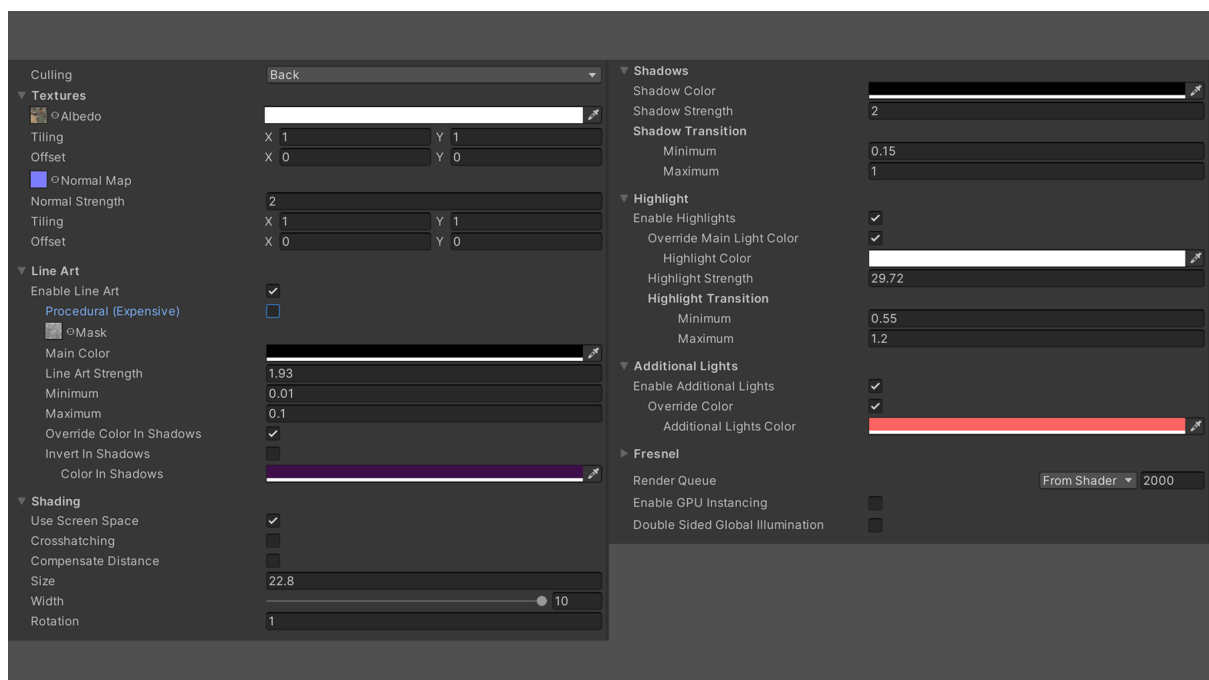 Culling Back
Textures
Albedo
Tiling X 1 Y 1
Offset X 0 Y 0
Normal Map
Normal Strength 2
Tiling X 1 Y 1
Offset X 0 Y 0
Line Art
Enable Line Art
Procedural (Expensive)
Mask
Main Color
Line Art Strength 1.93
Minimum 0.01
Maximum 0.1
Override Color In Shadows
Invert In Shadows
Color In Shadows
Shading
Use Screen Space
Crosshatching
Compensate Distance
Size 22.8
Width 10
Rotation 1
Shadows
Shadow Color
Shadow Strength 2
Shadow Transition
Minimum 0.15
Maximum 1
Highlight
Enable Highlights
Override Main Light Color
Highlight Color
Highlight Strength 29.72
Highlight Transition
Minimum 0.55
Maximum 1.2
Additional Lights
Enable Additional Lights
Override Color
Additional Lights Color
Fresnel
Render Queue From Shader 2000
Enable GPU Instancing
Double Sided Global Illumination